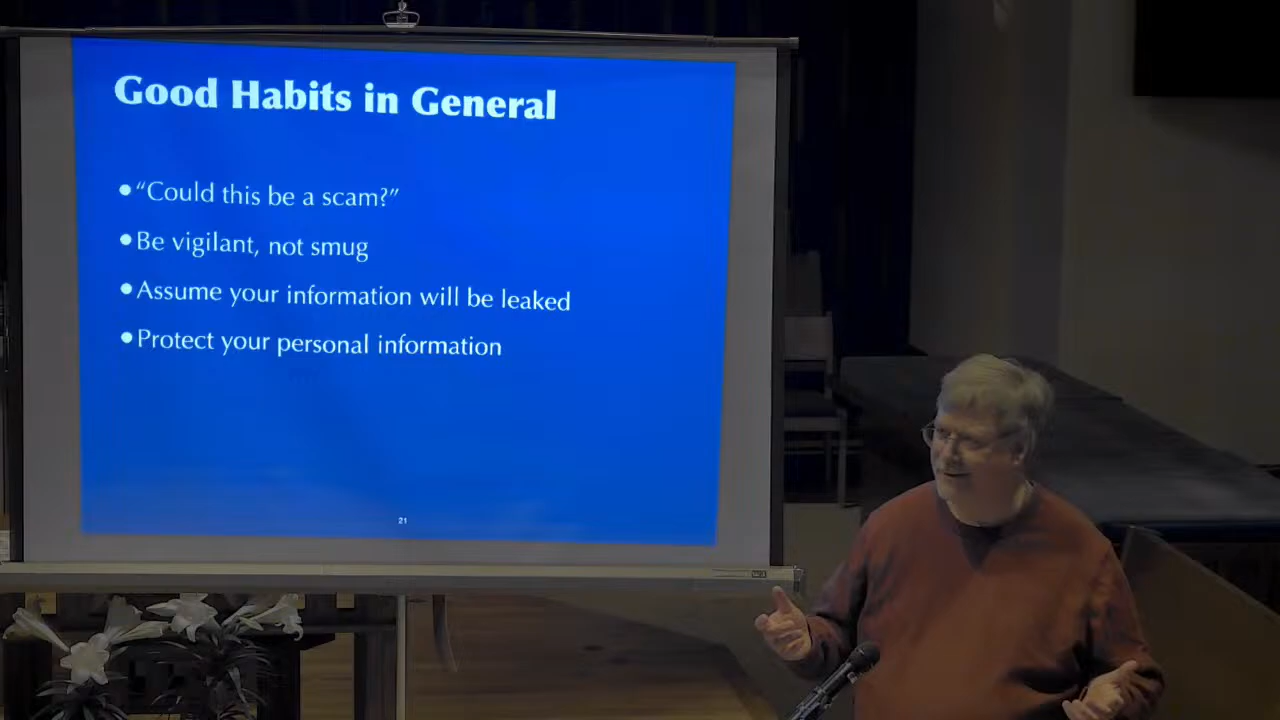 Good Habits in General
•"Could this be a scam?"
•Be vigilant, not smug
•Assume your information will be leaked
•Protect your personal information
21